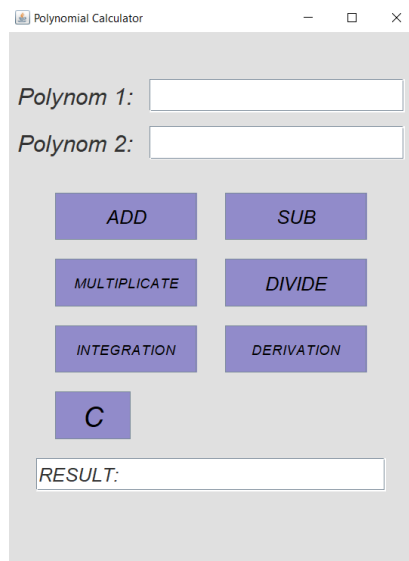 Polynomial Calculator
Polynom 1:
Polynom 2:
ADD SUB
MULTIPLICATE DIVIDE
INTEGRATION DERIVATION
C
RESULT: